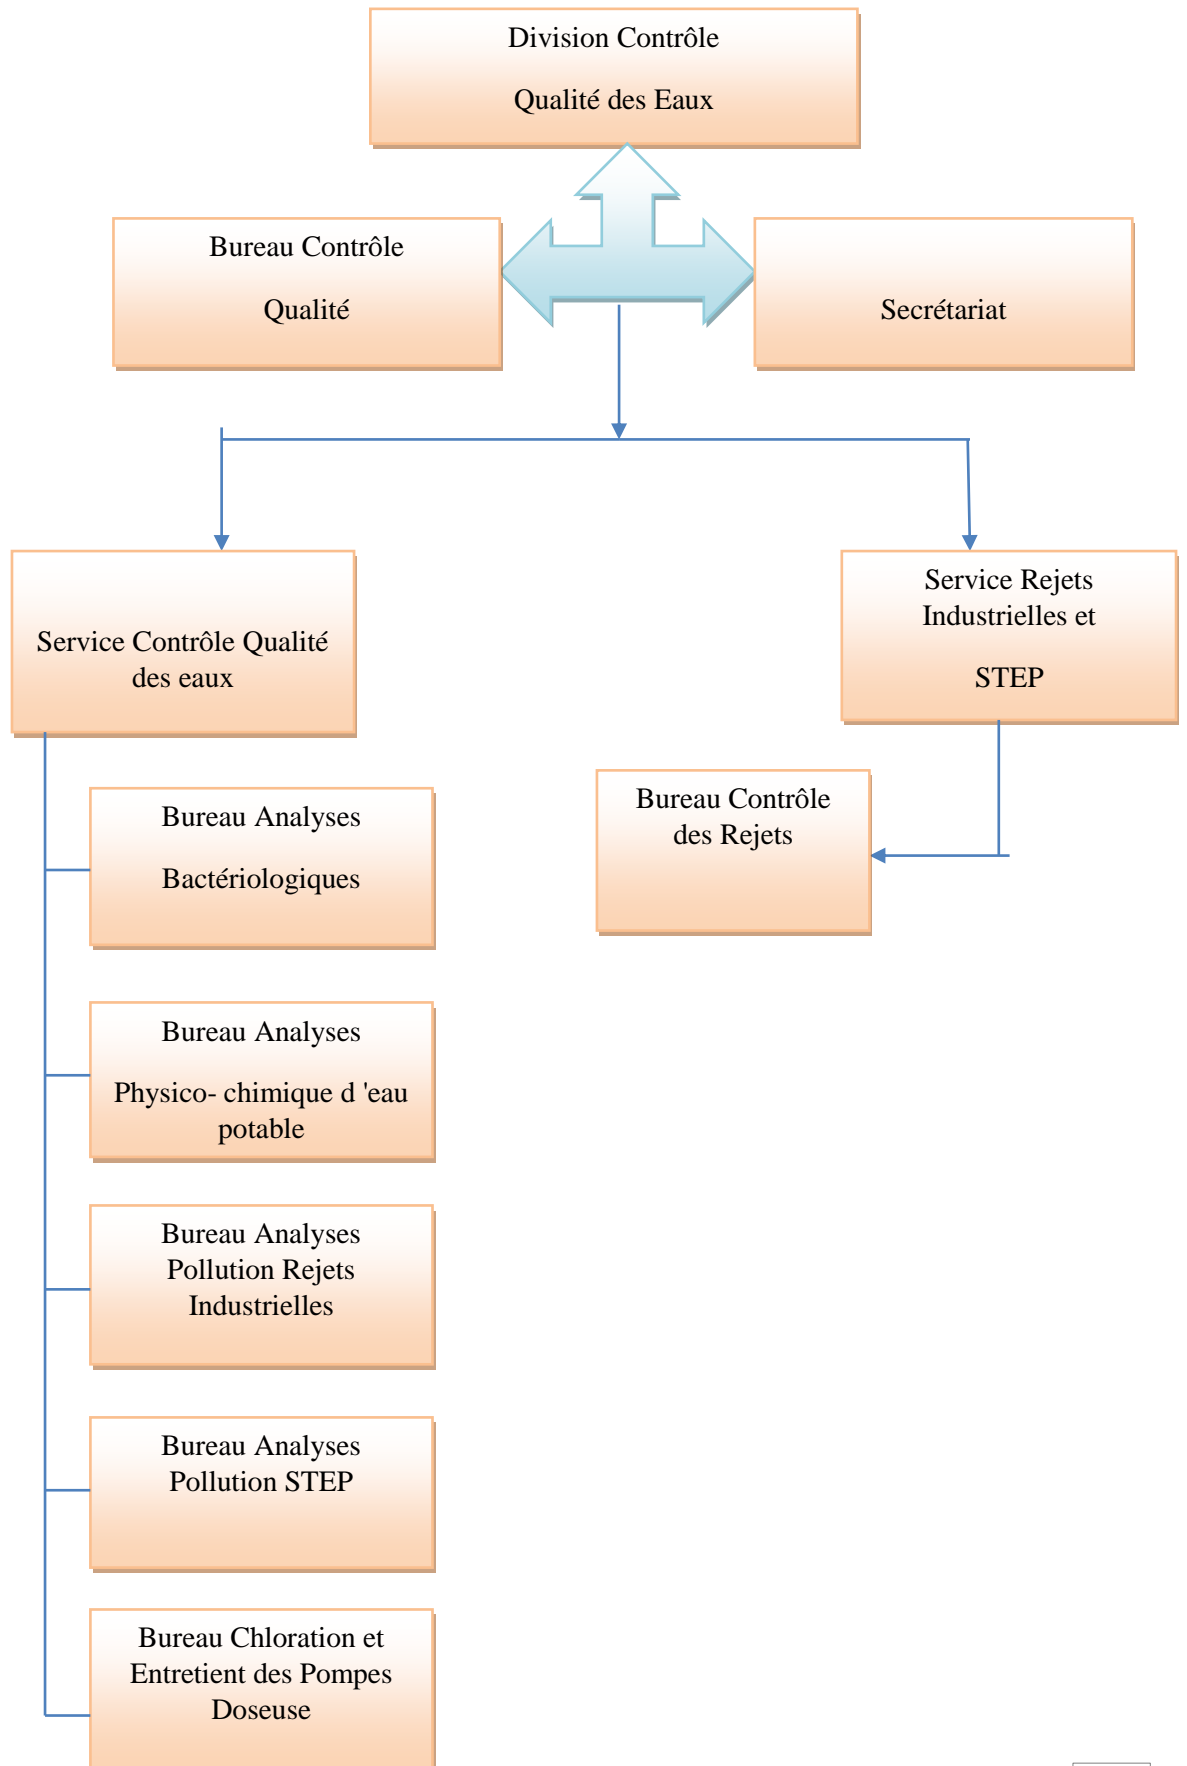 Division Contrôle
Qualité des Eaux
Bureau Contrôle
Qualité
Secrétariat
Service Contrôle Qualité
des eaux
Service Rejets
Industrielles et
STEP
Bureau Contrôle
des Rejets
Bureau Analyses
Bactériologiques
Bureau Analyses
Physico- chimique d 'eau
potable
Bureau Analyses
Pollution Rejets
Industrielles
Bureau Analyses
Pollution STEP
Bureau Chloration et
Entretient des Pompes
Doseuse